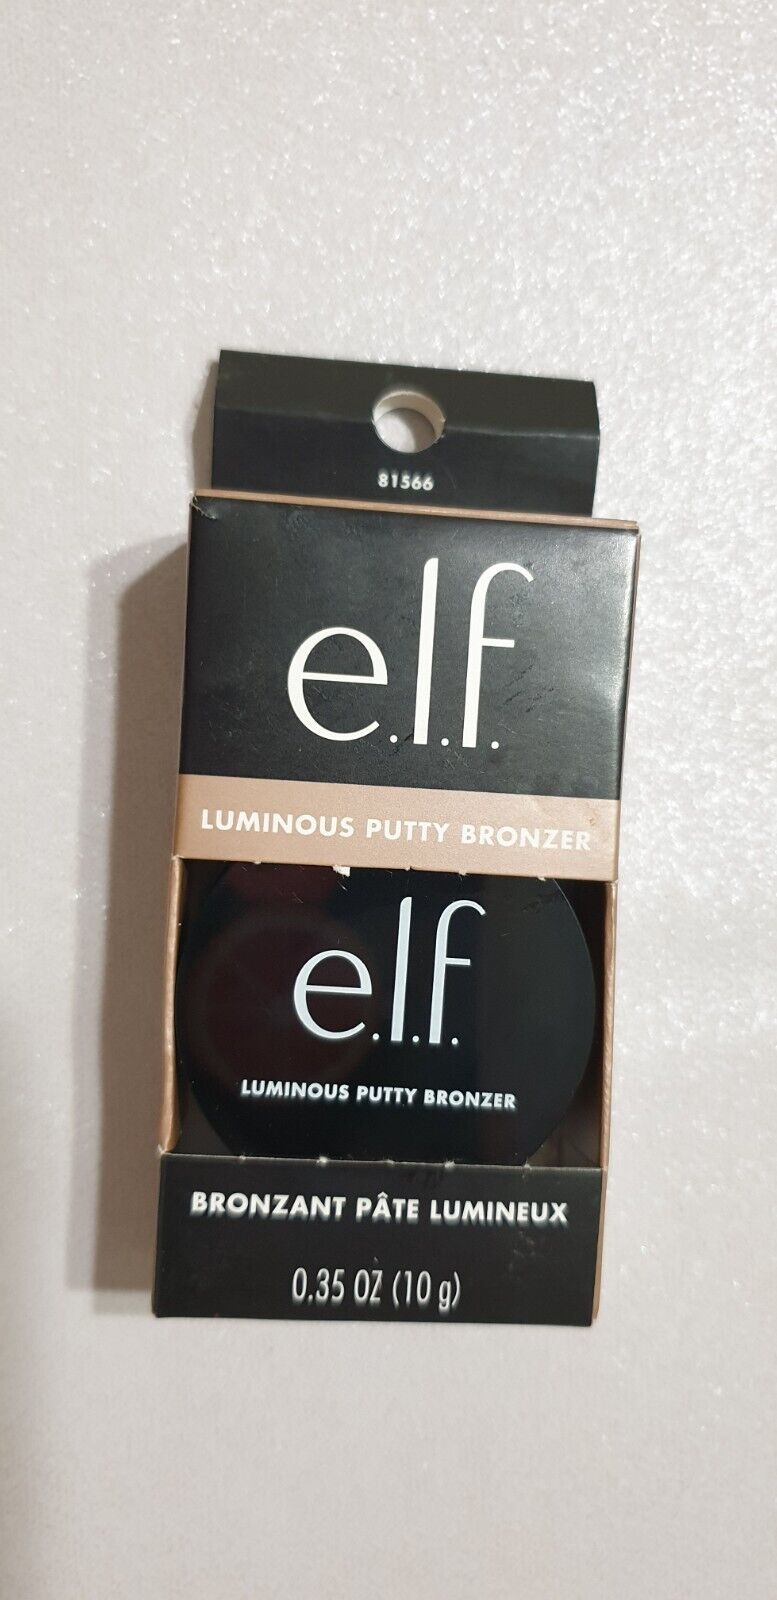 81566
e.l.f.
LUMINOUS PUTTY BRONZER
e.l.f.
LUMINOUS PUTTY BRONZER
BRONZANT PÂTE LUMINEUX
0.35 OZ (10 g)